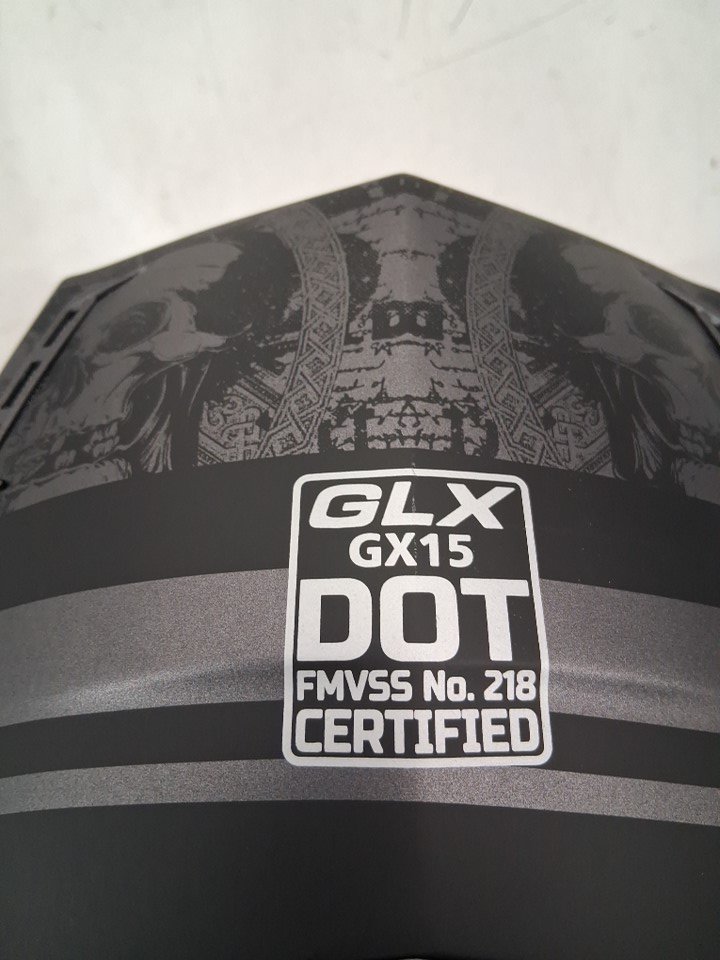 GLX
GX15
DOT
FMVSS No. 218
CERTIFIED